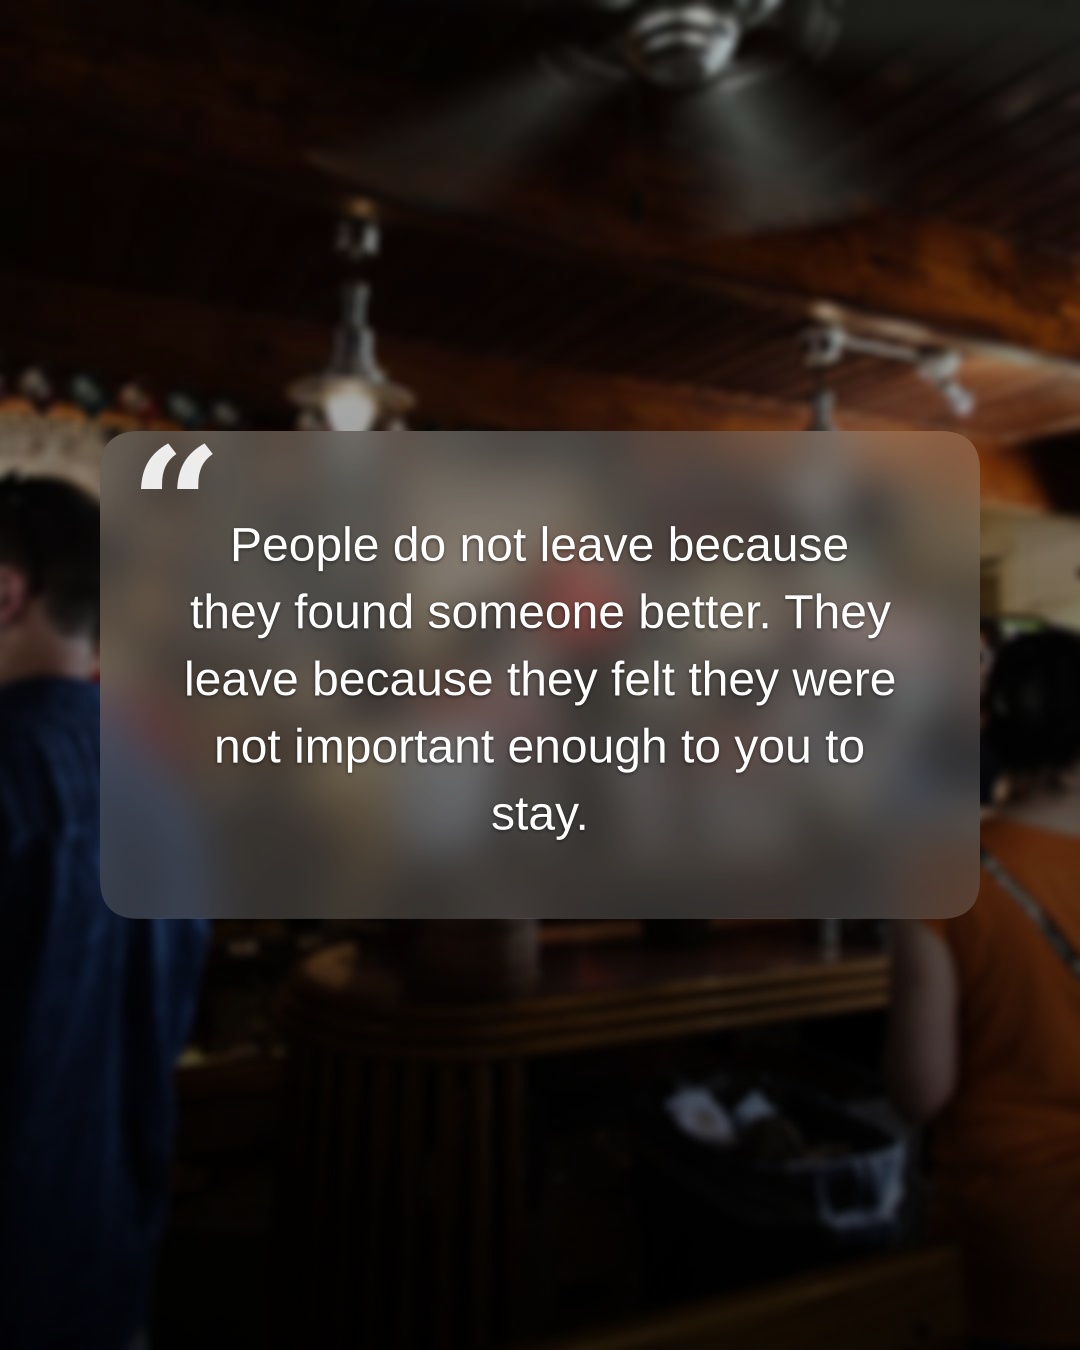 “
People do not leave because
they found someone better. They
leave because they felt they were
not important enough to you to
stay.